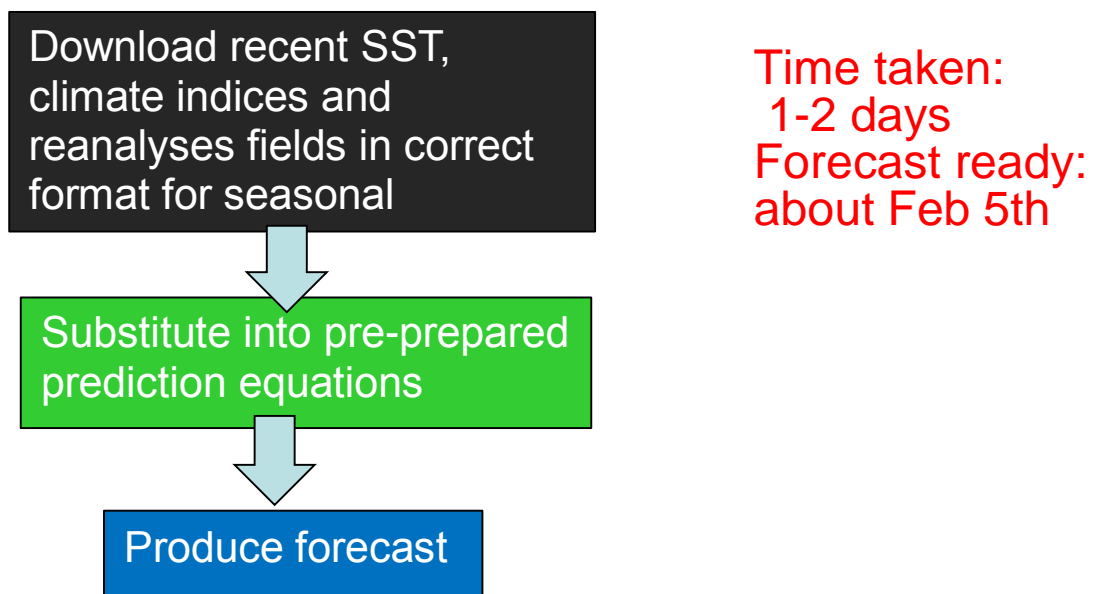 Download recent SST,
climate indices and
reanalyses fields in correct
format for seasonal
Time taken:
1-2 days
Forecast ready:
about Feb 5th
Substitute into pre-prepared
prediction equations
Produce forecast